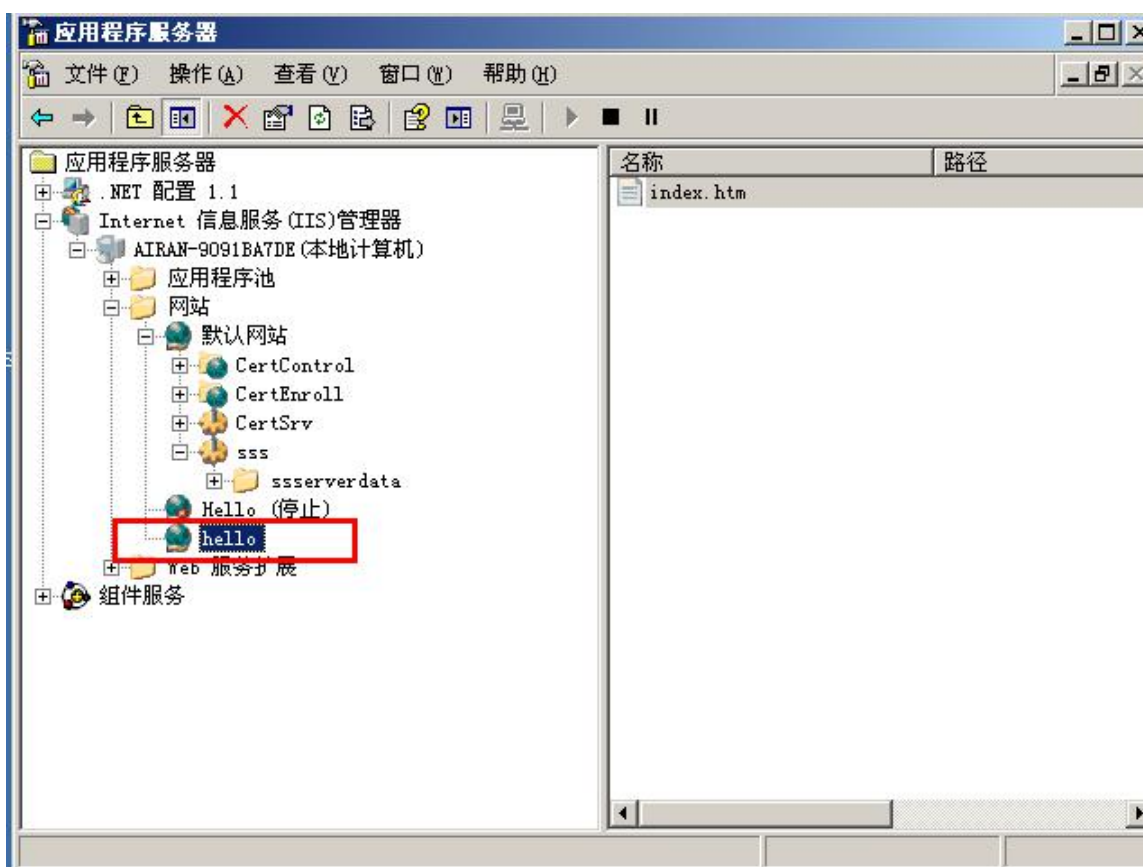 应用程序服务器
文件(F) 操作(A) 查看(V) 窗口(W) 帮助(H)
应用程序服务器
.NET 配置 1.1
Internet 信息服务(IIS)管理器
AIRAN-9091BA7DE(本地计算机)
应用程序池
网站
默认网站
CertControl
CertEnroll
CertSrv
sss
ssserverdata
Hello (停止)
hello
Web 服务扩展
组件服务
名称 路径
index.htm